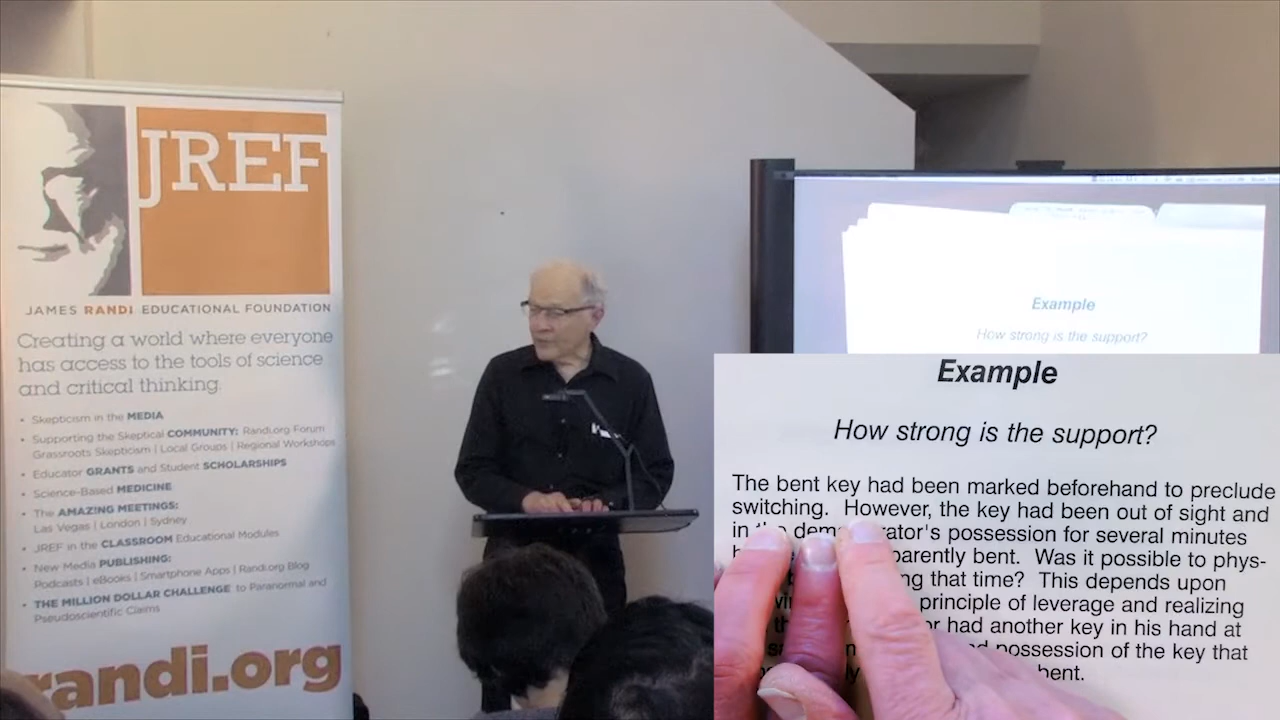 JREF
JAMES RANDI EDUCATIONAL FOUNDATION
Creating a world where everyone
has access to the tools of science
and critical thinking.
• Skepticism in the MEDIA
• Supporting the Skeptical COMMUNITY: Randi.org Forum
Grassroots Skepticism | Local Groups | Regional Workshops
• Educator GRANTS and Student SCHOLARSHIPS
• Science-Based MEDICINE
• The AMAZING MEETINGS:
Las Vegas | London | Sydney
• JREF in the CLASSROOM Educational Modules
• New Media PUBLISHING:
Podcasts | eBooks | Smartphone Apps | Randi.org Blog
• THE MILLION DOLLAR CHALLENGE to Paranormal and
Pseudoscientific Claims
randi.org
Example
How strong is the support?
Example
How strong is the support?
The bent key had been marked beforehand to preclude
switching. However, the key had been out of sight and
in the possession for several minutes
bent. Was it possible to phys-
that time? This depends upon
principle of leverage and realizing
had another key in his hand at
possession of the key that
bent.